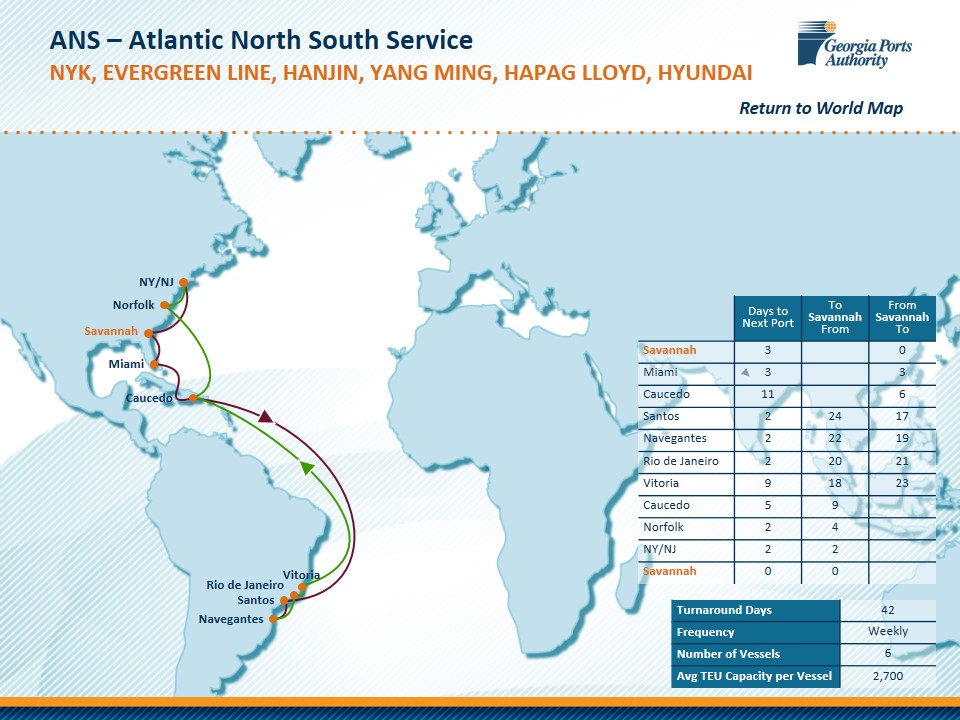 ANS – Atlantic North South Service
NYK, EVERGREEN LINE, HANJIN, YANG MING, HAPAG LLOYD, HYUNDAI
Georgia Ports
Authority
Return to World Map
NY/NJ
Norfolk
Savannah
Miami
Caucedo
Vitoria
Rio de Janeiro
Santos
Navegantes
Days to Next Port To Savannah From From Savannah To
Savannah 3 0
Miami 3 3
Caucedo 11 6
Santos 2 24 17
Navegantes 2 22 19
Rio de Janeiro 2 20 21
Vitoria 9 18 23
Caucedo 5 9
Norfolk 2 4
NY/NJ 2 2
Savannah 0 0
Turnaround Days 42
Frequency Weekly
Number of Vessels 6
Avg TEU Capacity per Vessel 2,700